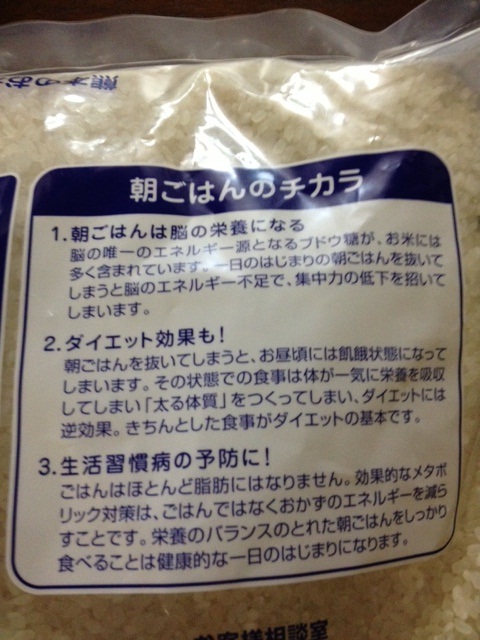 熊本のお
朝ごはんのチカラ
1.朝ごはんは脳の栄養になる
脳の唯一のエネルギー源となるブドウ糖が、お米には
多く含まれています。一日のはじまりの朝ごはんを抜いて
しまうと脳のエネルギー不足で、集中力の低下を招いて
しまいます。
2.ダイエット効果も!
朝ごはんを抜いてしまうと、お昼頃には飢餓状態になって
しまいます。その状態での食事は体が一気に栄養を吸収
してしまい「太る体質」をつくってしまい、ダイエットには
逆効果。きちんとした食事がダイエットの基本です。
3.生活習慣病の予防に!
ごはんはほとんど脂肪にはなりません。効果的なメタボ
リック対策は、ごはんではなくおかずのエネルギーを減ら
すことです。栄養のバランスのとれた朝ごはんをしっかり
食べることは健康的な一日のはじまりになります。
お客様相談室